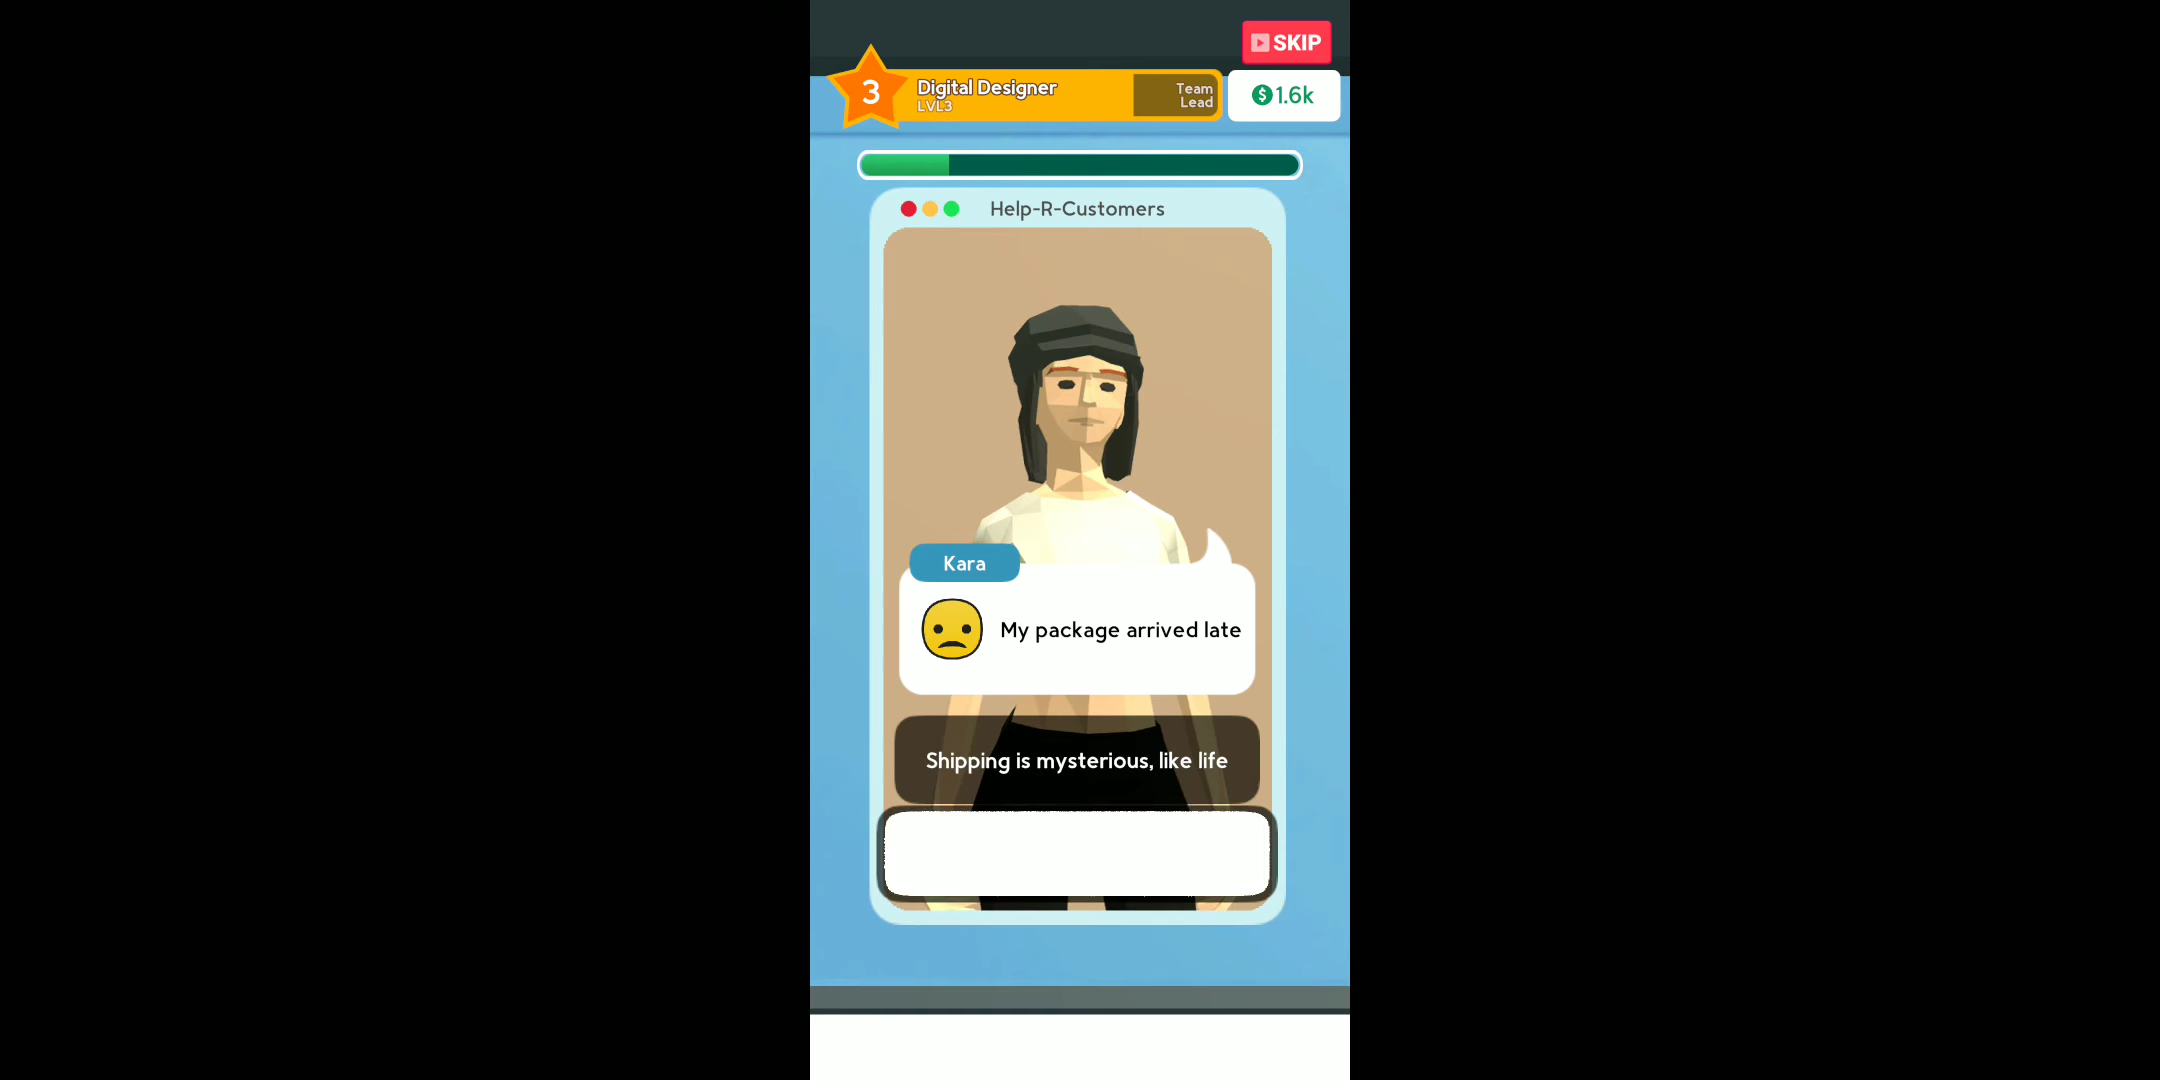 SKIP
3
Digital Designer
LVL3
Team
Lead
$1.6k
Help-R-Customers
Kara
My package arrived late
Shipping is mysterious, like life